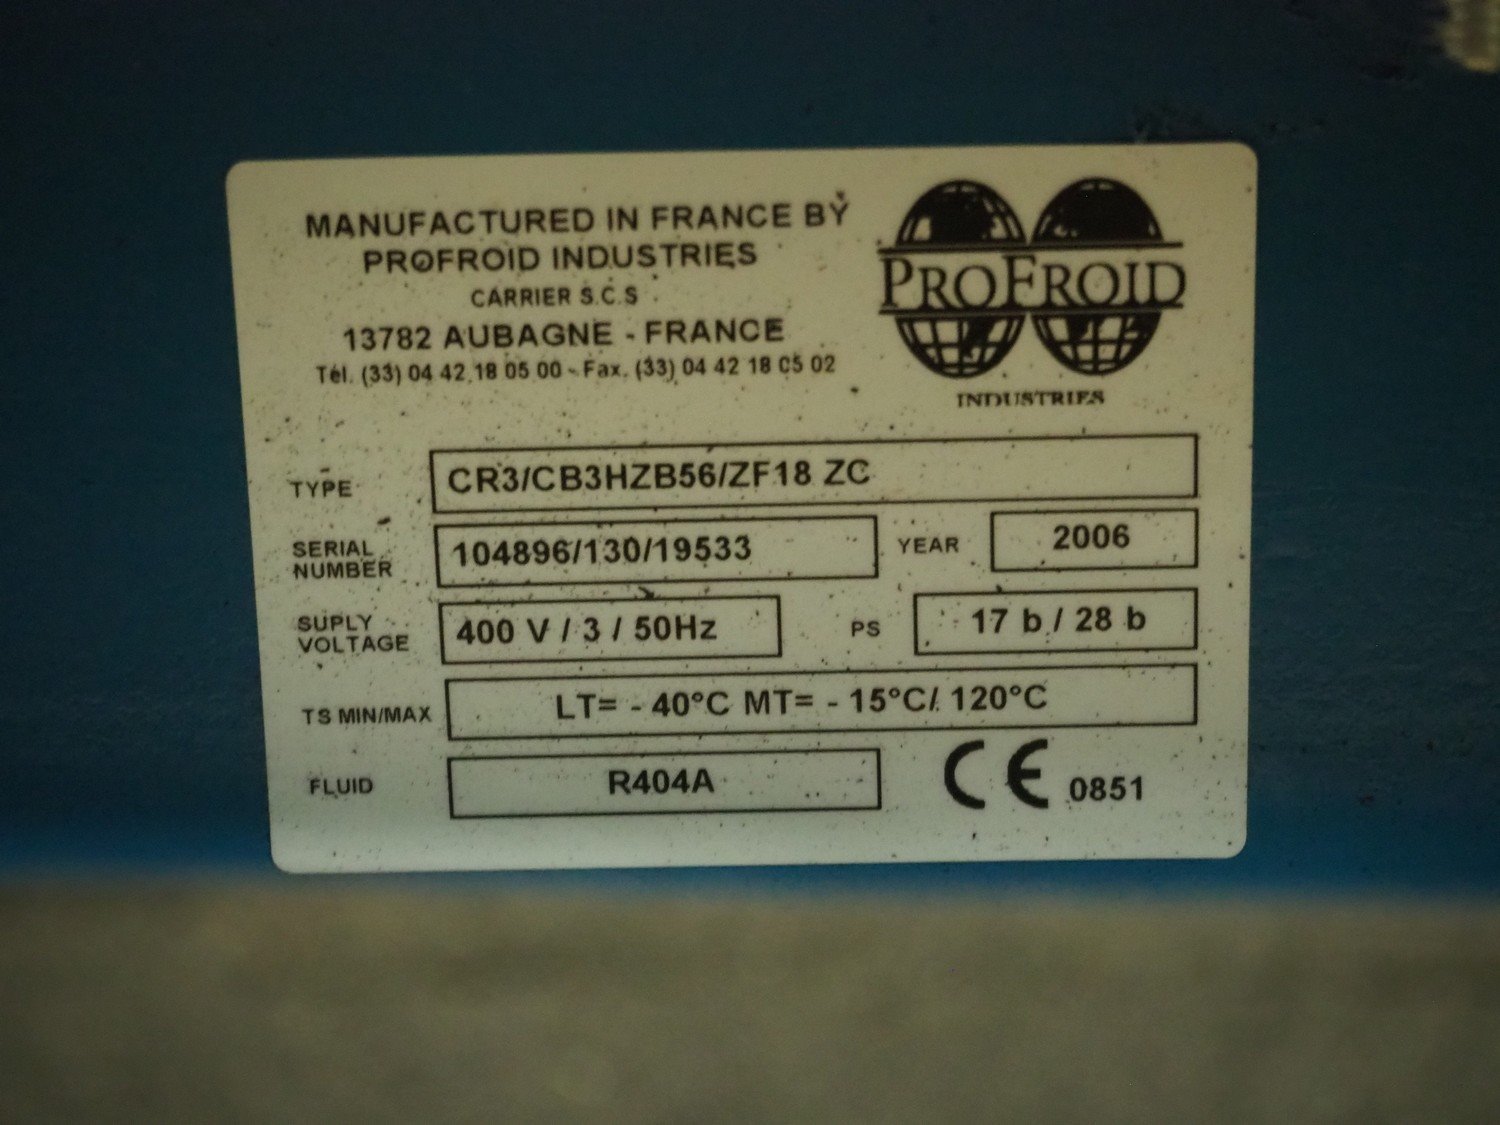 MANUFACTURED IN FRANCE BY
PROFROID INDUSTRIES
CARRIER S.C.S
13782 AUBAGNE - FRANCE
Tél. (33) 04 42 18 05 00 - Fax. (33) 04 42 18 05 02
PROFROID
INDUSTRIES
TYPE CR3/CB3HZB56/ZF18 ZC
SERIAL NUMBER 104896/130/19533 YEAR 2006
SUPLY VOLTAGE 400 V / 3 / 50Hz PS 17 b / 28 b
TS MIN/MAX LT= - 40°C MT= - 15°C/ 120°C
FLUID R404A CE 0851